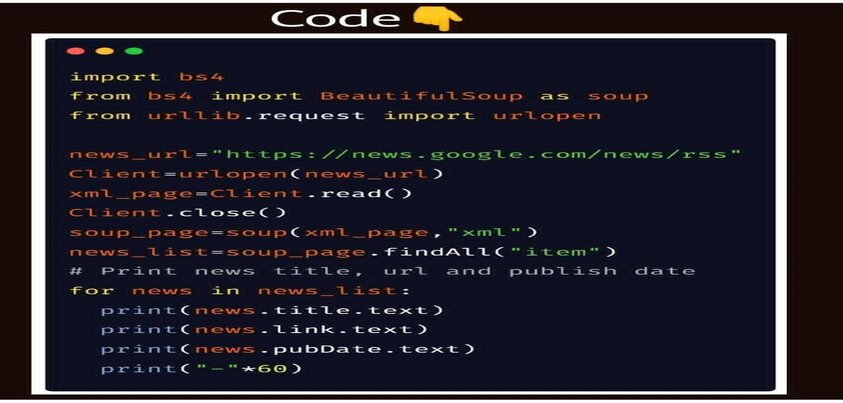 Code 👇
import bs4
from bs4 import BeautifulSoup as soup
from urllib.request import urlopen

news_url="https://news.google.com/news/rss"
Client=urlopen(news_url)
xml_page=Client.read()
Client.close()
soup_page=soup(xml_page,"xml")
news_list=soup_page.findAll("item")
# Print news title, url and publish date
for news in news_list:
  print(news.title.text)
  print(news.link.text)
  print(news.pubDate.text)
  print("-"*60)